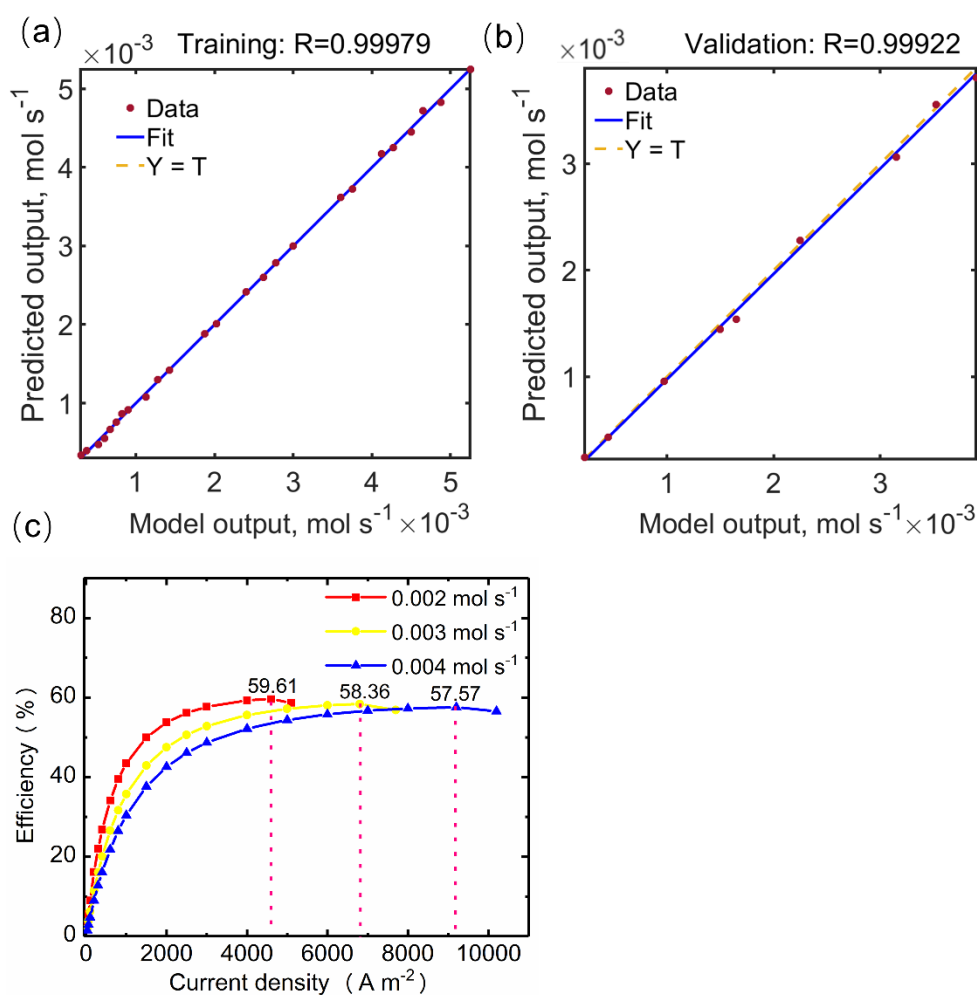 (a)
×10⁻³ Training: R=0.99979
Data
Fit
Y = T
5
4
3
2
1
Predicted output, mol s⁻¹
1 2 3 4 5
Model output, mol s⁻¹ ×10⁻³
(b)
×10⁻³ Validation: R=0.99922
Data
Fit
Y = T
3
2
1
Predicted output, mol s⁻¹
1 2 3
Model output, mol s⁻¹ ×10⁻³
(c)
0.002 mol s⁻¹
0.003 mol s⁻¹
0.004 mol s⁻¹
59.61 58.36 57.57
80
60
40
20
0
Efficiency (%)
0 2000 4000 6000 8000 10000
Current density (A m⁻²)